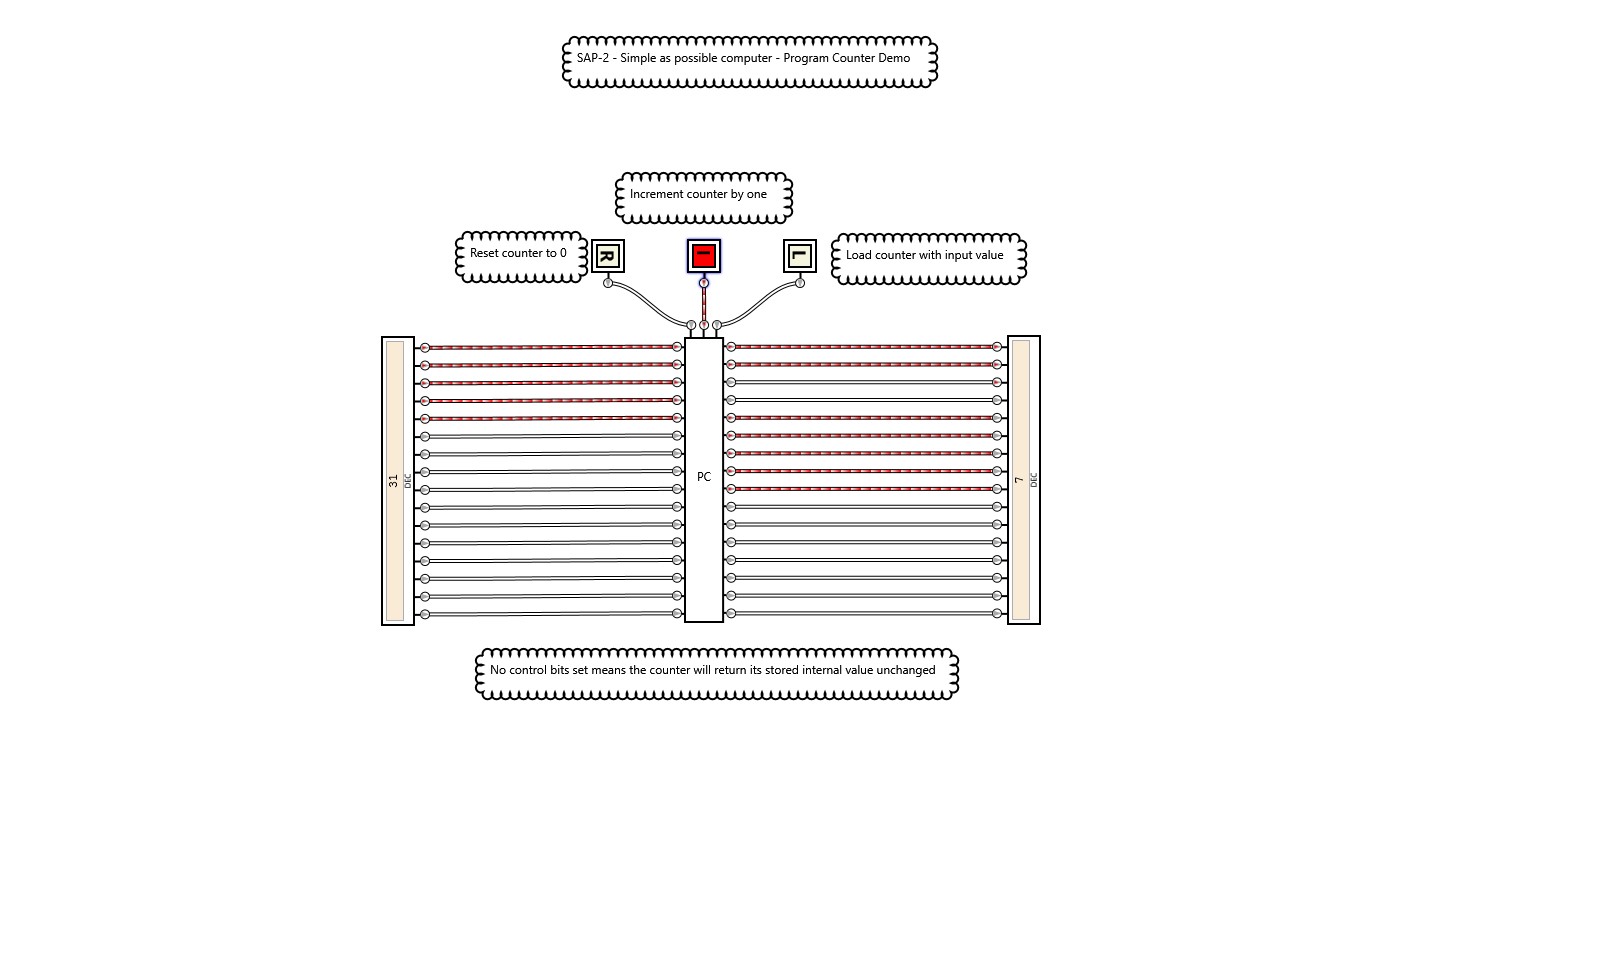 SAP-2 - Simple as possible computer - Program Counter Demo
Increment counter by one
Reset counter to 0
R
I
L
Load counter with input value
31
DEC
PC
7
DEC
No control bits set means the counter will return its stored internal value unchanged